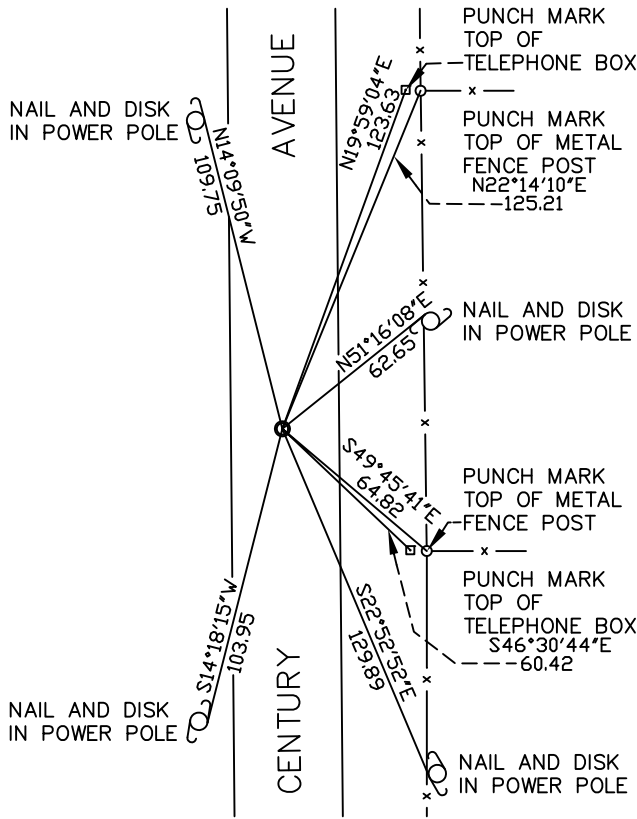 PUNCH MARK
TOP OF
TELEPHONE BOX
AVENUE
N19°59'04"E
123.63
NAIL AND DISK
IN POWER POLE
N14°09'50"W
109.75
PUNCH MARK
TOP OF METAL
FENCE POST
N22°14'10"E
125.21
N51°16'08"E
62.65
NAIL AND DISK
IN POWER POLE
S49°45'41"E
64.82
PUNCH MARK
TOP OF METAL
FENCE POST
PUNCH MARK
TOP OF
TELEPHONE BOX
S46°30'44"E
60.42
S14°18'15"W
103.95
S22°52'52"E
129.89
CENTURY
NAIL AND DISK
IN POWER POLE
NAIL AND DISK
IN POWER POLE